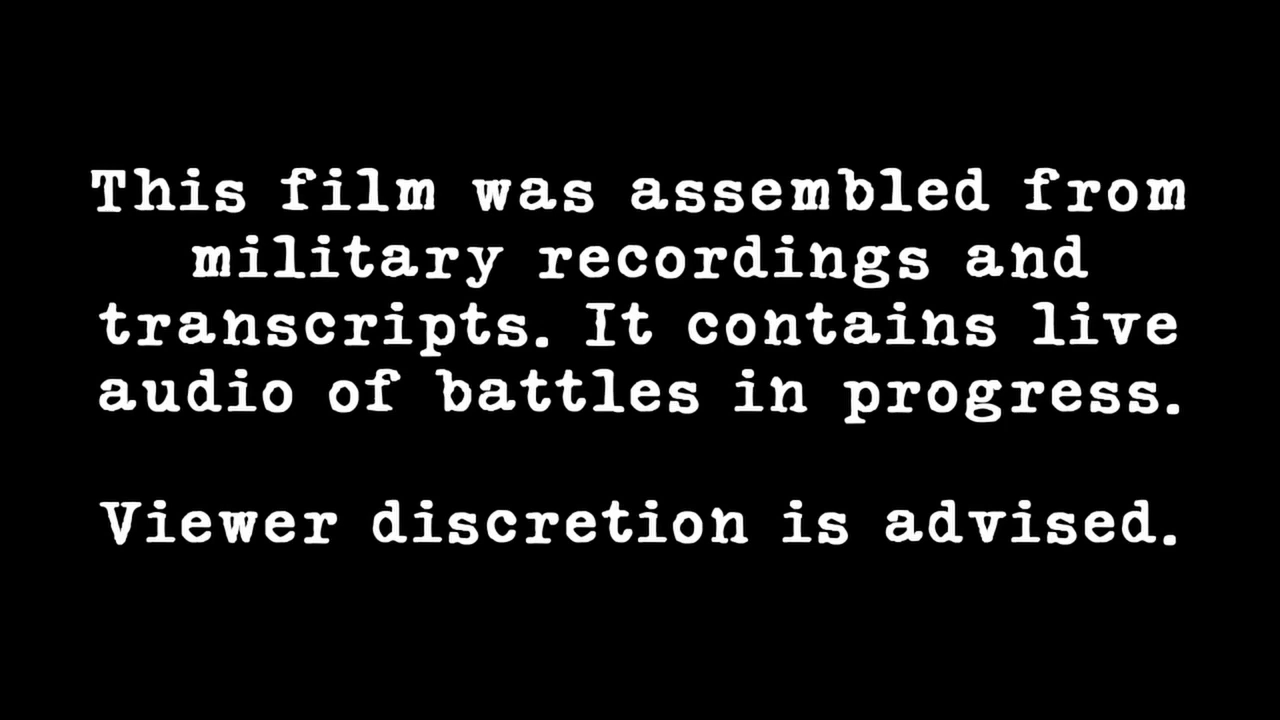 This film was assembled from
military recordings and
transcripts. It contains live
audio of battles in progress.
Viewer discretion is advised.